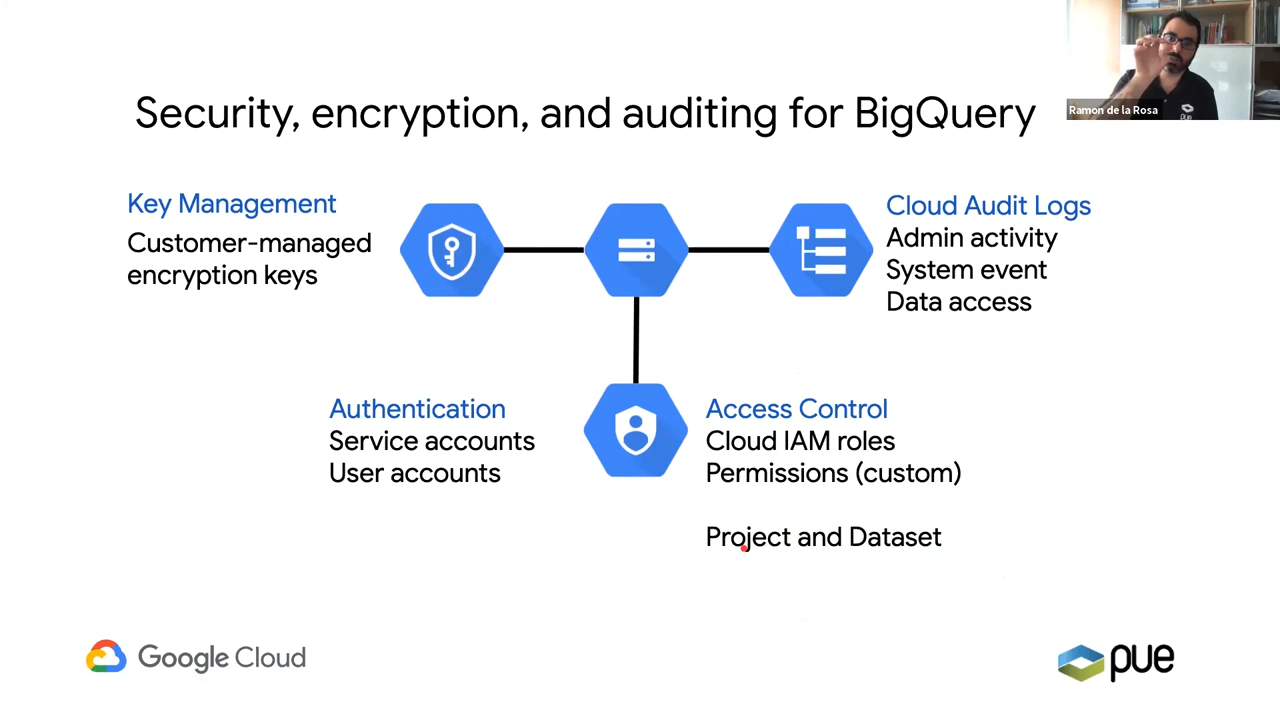 Ramon de la Rosa
pue
Security, encryption, and auditing for BigQuery
Key Management
Customer-managed
encryption keys
Cloud Audit Logs
Admin activity
System event
Data access
Authentication
Service accounts
User accounts
Access Control
Cloud IAM roles
Permissions (custom)
Project and Dataset
Google Cloud
pue